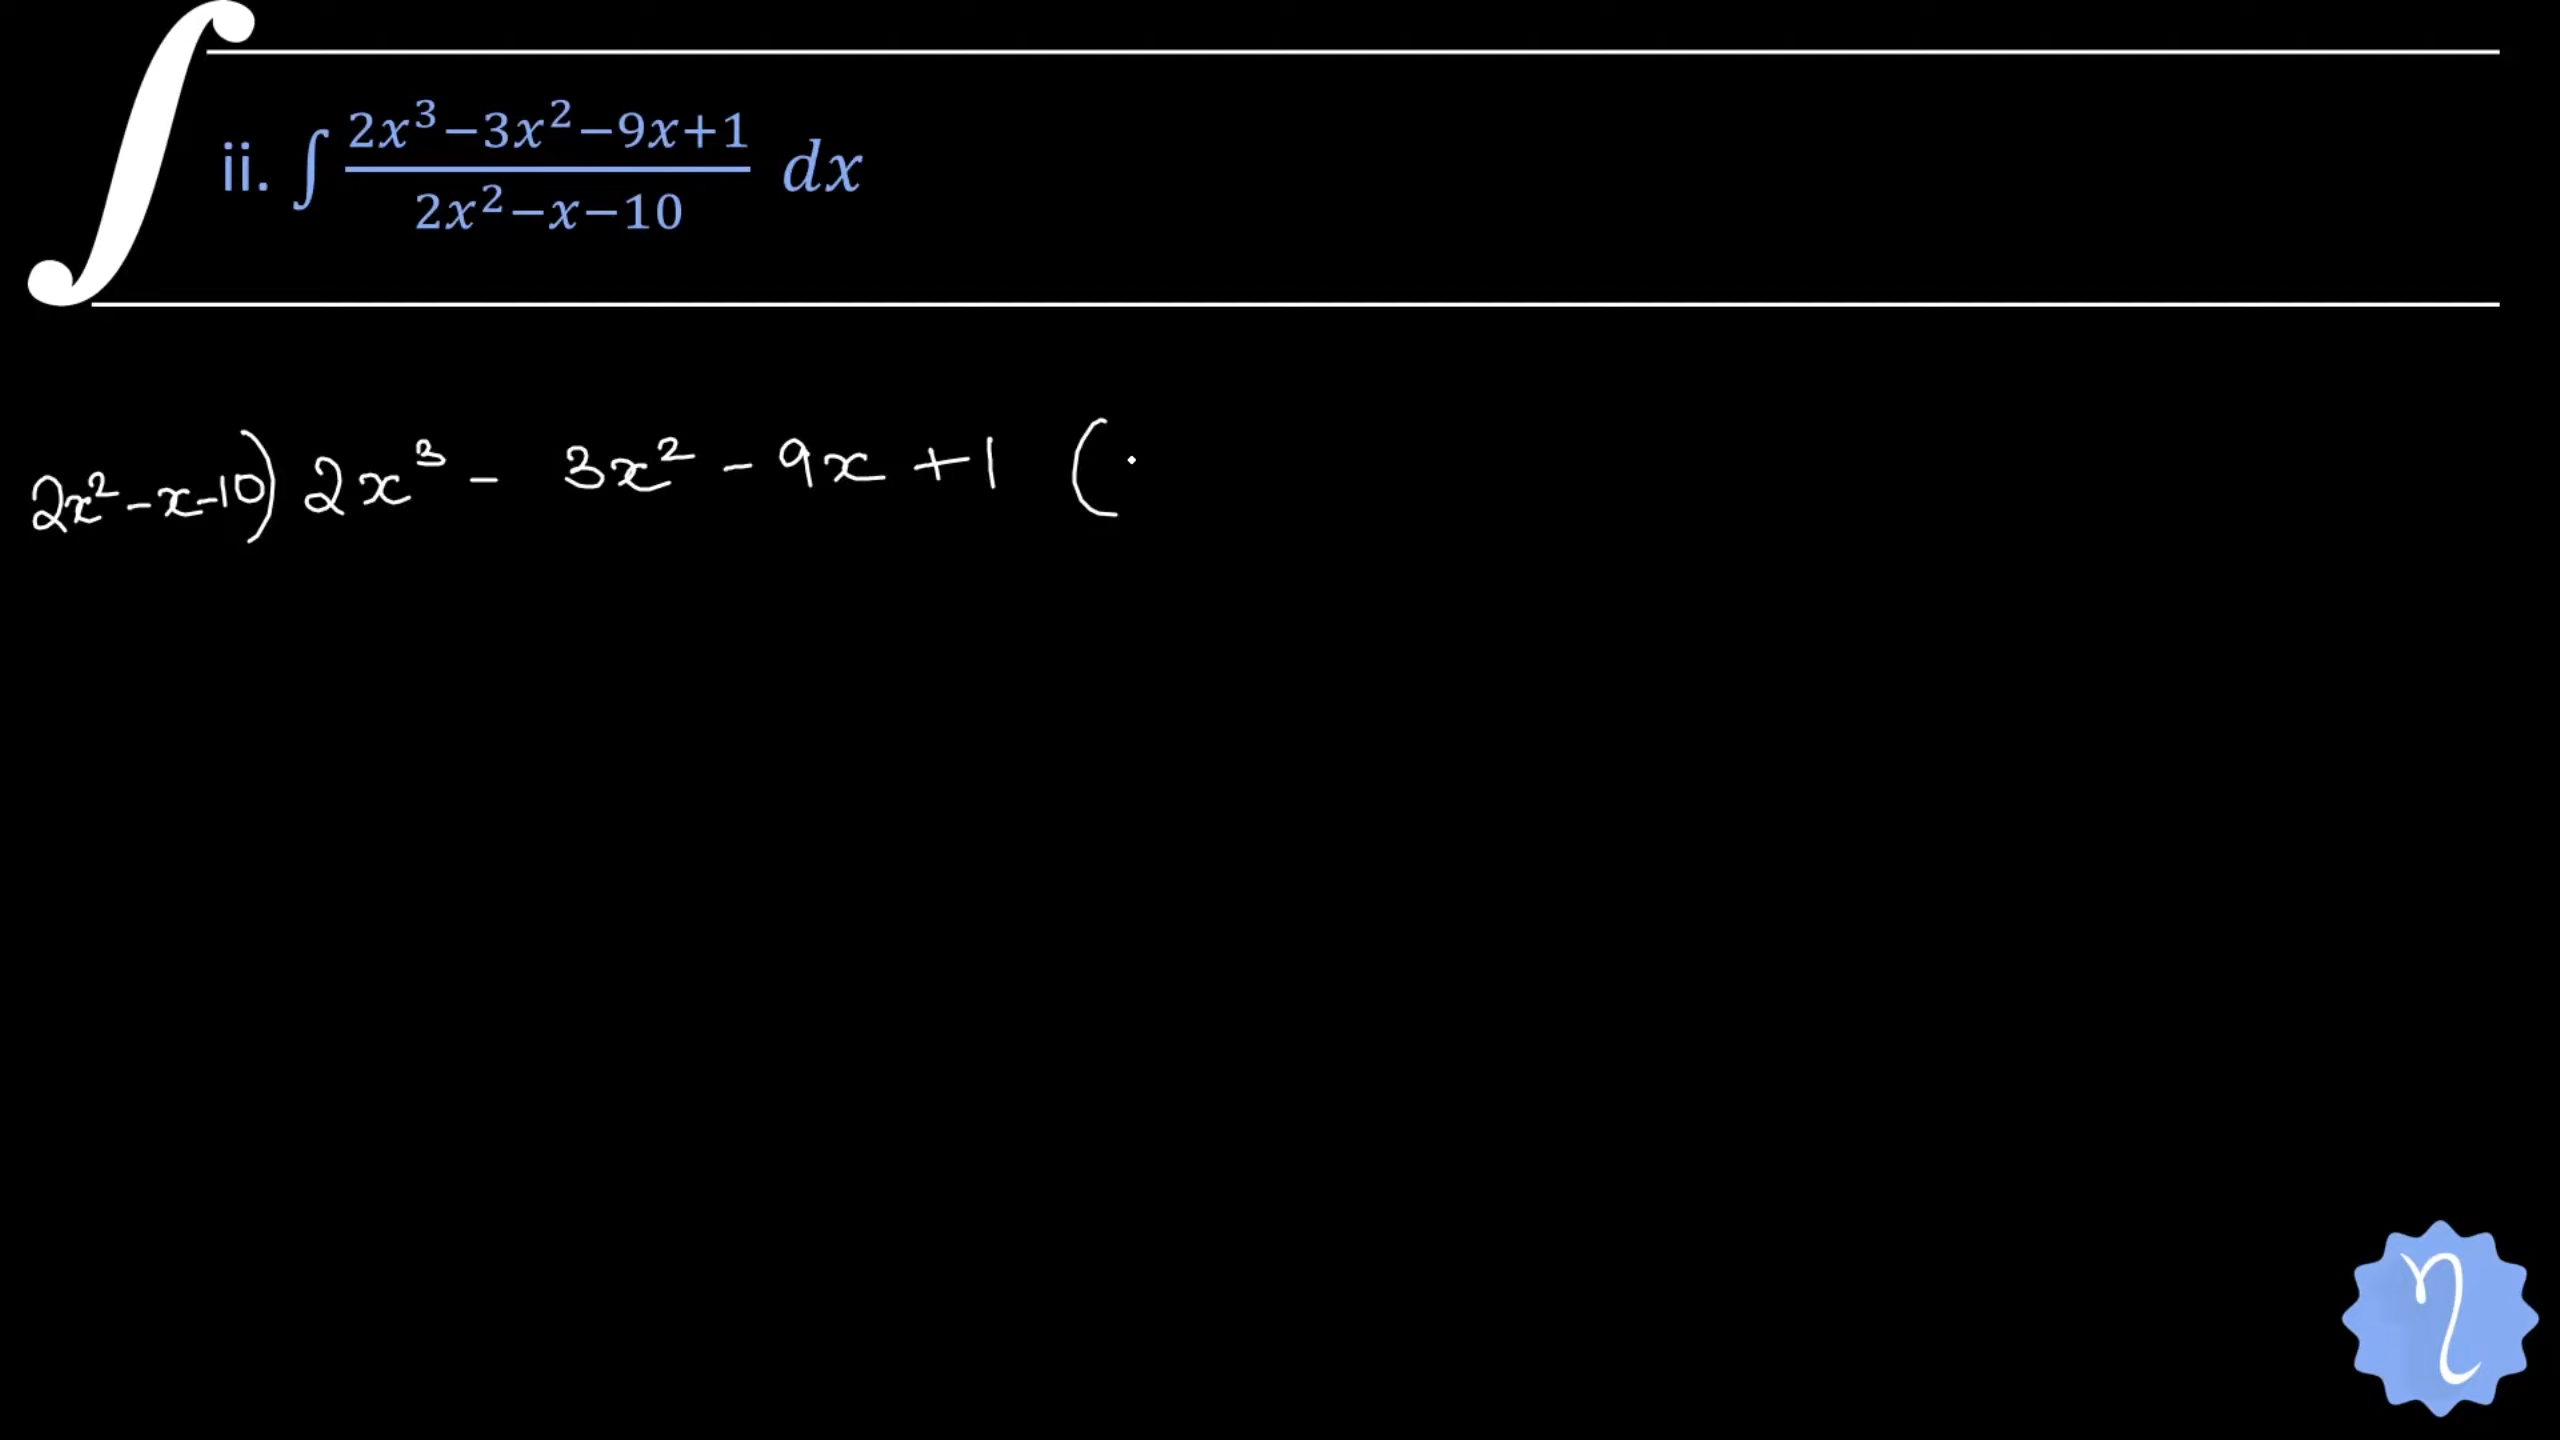 ii. ∫ (2x³−3x²−9x+1)/(2x²−x−10) dx
2x²-x-10) 2x³ - 3x² - 9x + 1 (
η